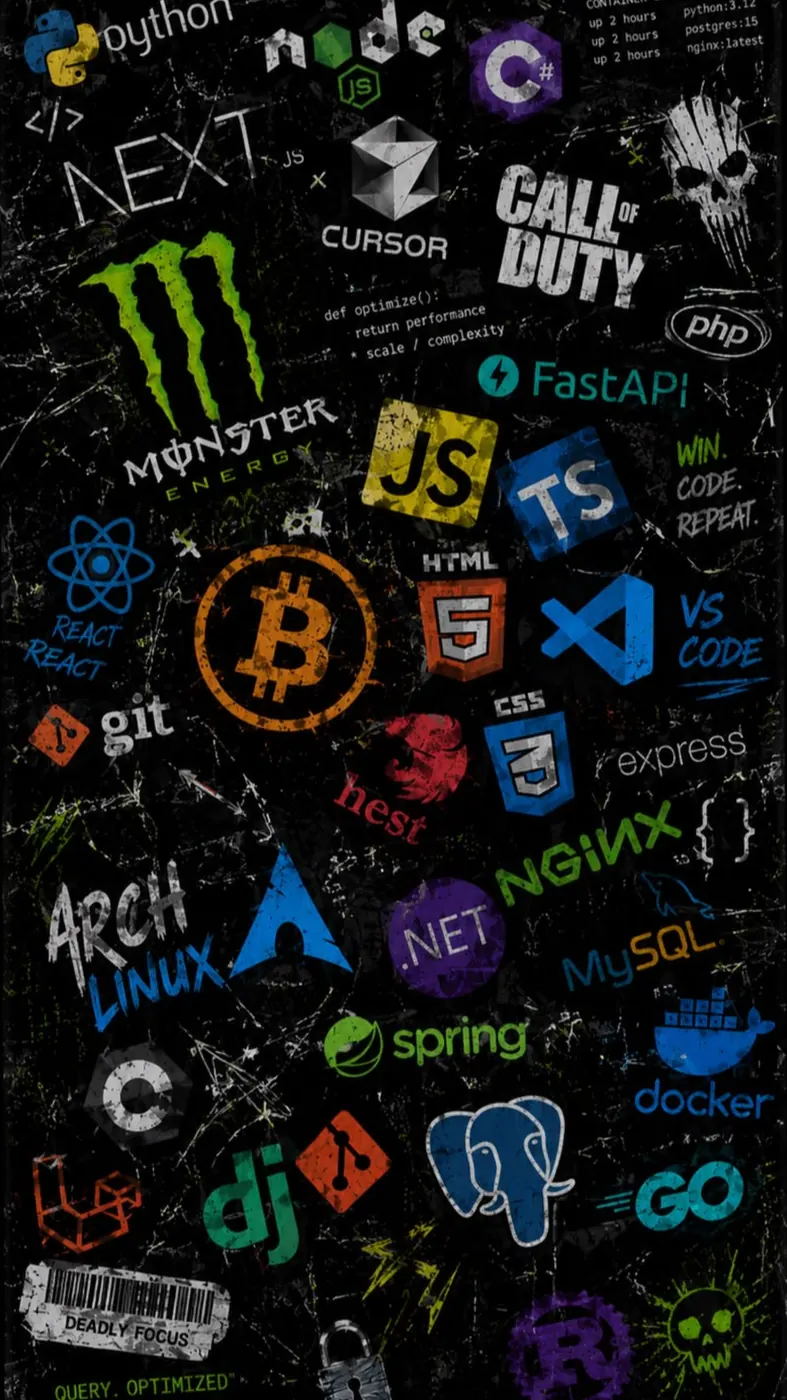 python
node
JS
C#
up 2 hours python:3.12
up 2 hours postgres:15
up 2 hours nginx:latest
</>
NEXT
JS
CURSOR
CALL OF
DUTY
def optimize():
return performance
* scale / complexity
php
FastAPI
MONSTER
ENERGY
JS
TS
WIN.
CODE.
REPEAT.
HTML
5
REACT
REACT
B
VS
CODE
git
CSS
3
nest
express
NGINX
{ }
ARCH
LINUX
.NET
MySQL
spring
C
docker
dj
GO
DEADLY FOCUS
R
QUERY. OPTIMIZED"